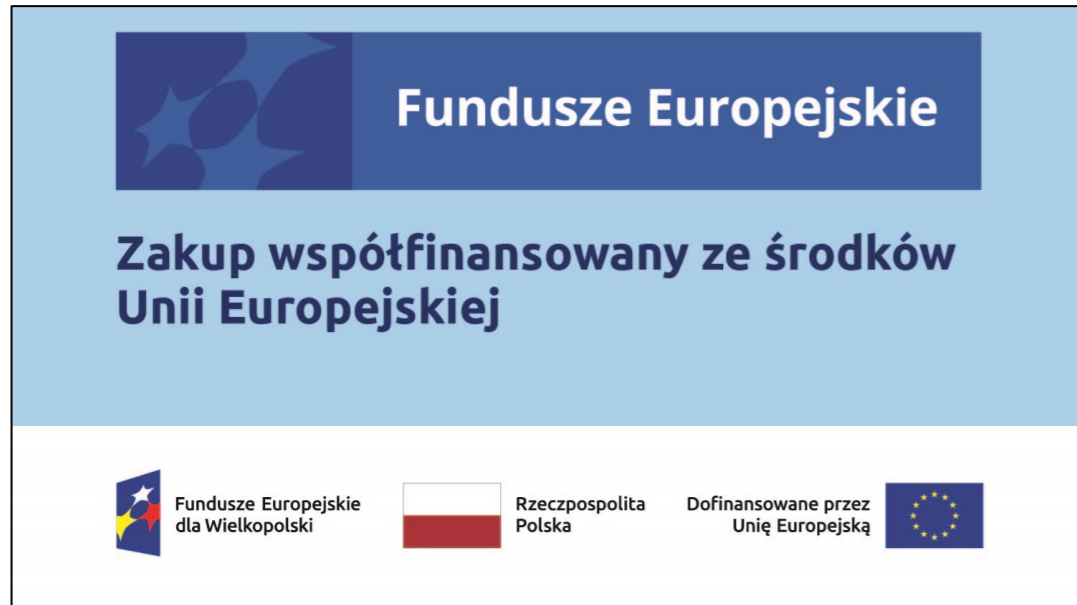 Fundusze Europejskie
Zakup współfinansowany ze środków
Unii Europejskiej
Fundusze Europejskie
dla Wielkopolski
Rzeczpospolita
Polska
Dofinansowane przez
Unię Europejską